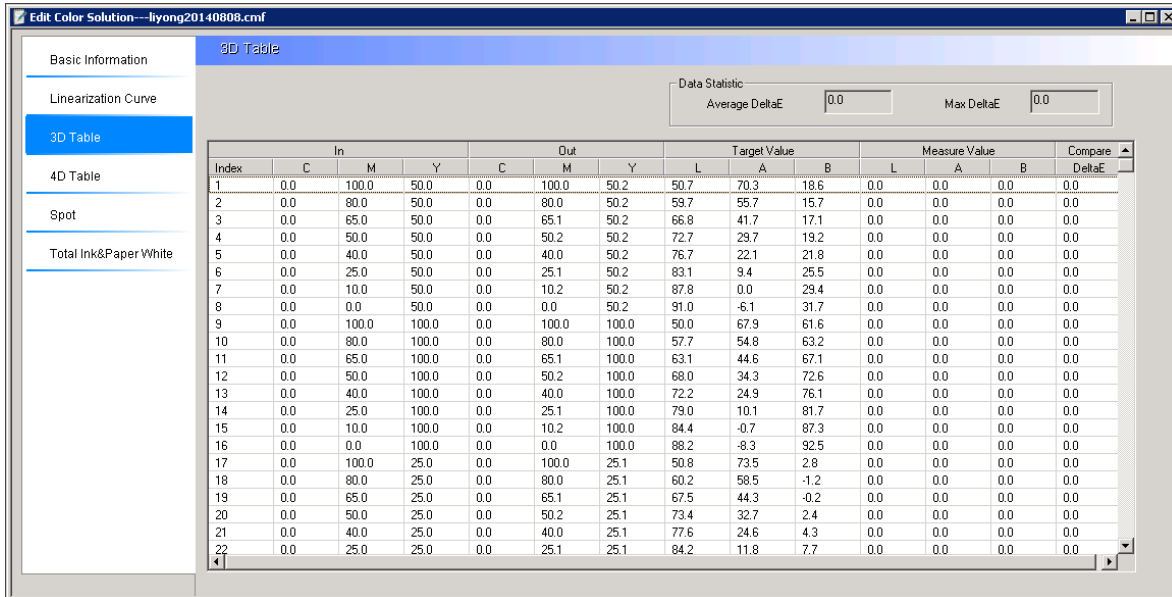 Edit Color Solution---liyong20140808.cmf
Basic Information
Linearization Curve
3D Table
4D Table
Spot
Total Ink&Paper White
3D Table
Data Statistic
Average DeltaE 0.0 Max DeltaE 0.0
In Out Target Value Measure Value Compare
Index C M Y C M Y L A B L A B DeltaE
1 0.0 100.0 50.0 0.0 100.0 50.2 50.7 70.3 18.6 0.0 0.0 0.0 0.0
2 0.0 80.0 50.0 0.0 80.0 50.2 59.7 55.7 15.7 0.0 0.0 0.0 0.0
3 0.0 65.0 50.0 0.0 65.1 50.2 66.8 41.7 17.1 0.0 0.0 0.0 0.0
4 0.0 50.0 50.0 0.0 50.2 50.2 72.7 29.7 19.2 0.0 0.0 0.0 0.0
5 0.0 40.0 50.0 0.0 40.0 50.2 76.7 22.1 21.8 0.0 0.0 0.0 0.0
6 0.0 25.0 50.0 0.0 25.1 50.2 83.1 9.4 25.5 0.0 0.0 0.0 0.0
7 0.0 10.0 50.0 0.0 10.2 50.2 87.8 0.0 29.4 0.0 0.0 0.0 0.0
8 0.0 0.0 50.0 0.0 0.0 50.2 91.0 -6.1 31.7 0.0 0.0 0.0 0.0
9 0.0 100.0 100.0 0.0 100.0 100.0 50.0 67.9 61.6 0.0 0.0 0.0 0.0
10 0.0 80.0 100.0 0.0 80.0 100.0 57.7 54.8 63.2 0.0 0.0 0.0 0.0
11 0.0 65.0 100.0 0.0 65.1 100.0 63.1 44.6 67.1 0.0 0.0 0.0 0.0
12 0.0 50.0 100.0 0.0 50.2 100.0 68.0 34.3 72.6 0.0 0.0 0.0 0.0
13 0.0 40.0 100.0 0.0 40.0 100.0 72.2 24.9 76.1 0.0 0.0 0.0 0.0
14 0.0 25.0 100.0 0.0 25.1 100.0 79.0 10.1 81.7 0.0 0.0 0.0 0.0
15 0.0 10.0 100.0 0.0 10.2 100.0 84.4 -0.7 87.3 0.0 0.0 0.0 0.0
16 0.0 0.0 100.0 0.0 0.0 100.0 88.2 -8.3 92.5 0.0 0.0 0.0 0.0
17 0.0 100.0 25.0 0.0 100.0 25.1 50.8 73.5 2.8 0.0 0.0 0.0 0.0
18 0.0 80.0 25.0 0.0 80.0 25.1 60.2 58.5 -1.2 0.0 0.0 0.0 0.0
19 0.0 65.0 25.0 0.0 65.1 25.1 67.5 44.3 -0.2 0.0 0.0 0.0 0.0
20 0.0 50.0 25.0 0.0 50.2 25.1 73.4 32.7 2.4 0.0 0.0 0.0 0.0
21 0.0 40.0 25.0 0.0 40.0 25.1 77.6 24.6 4.3 0.0 0.0 0.0 0.0
22 0.0 25.0 25.0 0.0 25.1 25.1 84.2 11.8 7.7 0.0 0.0 0.0 0.0